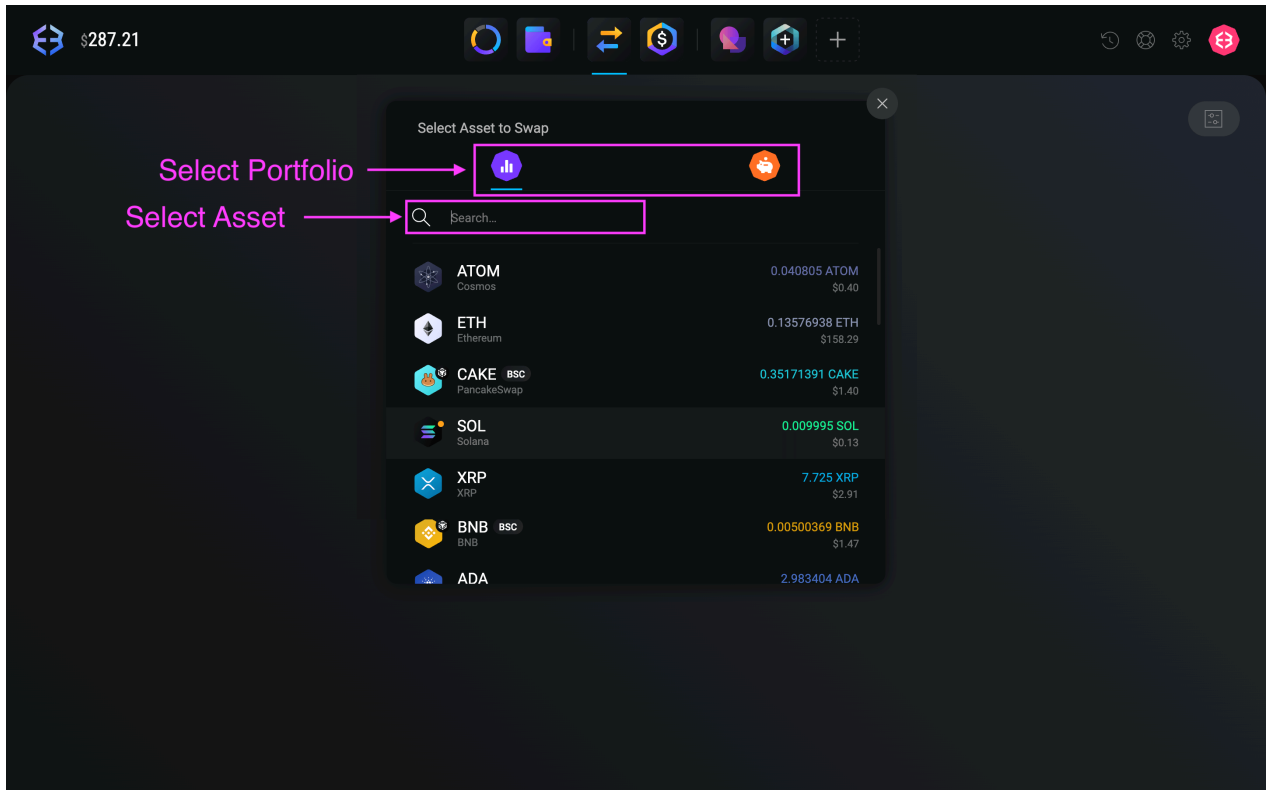 $287.21
Select Asset to Swap
Select Portfolio
Select Asset
Search...
ATOM 0.040805 ATOM
Cosmos $0.40
ETH 0.13576938 ETH
Ethereum $158.29
CAKE BSC 0.35171391 CAKE
PancakeSwap $1.40
SOL 0.009995 SOL
Solana $0.13
XRP 7.725 XRP
XRP $2.91
BNB BSC 0.00500369 BNB
BNB $1.47
ADA 2.983404 ADA